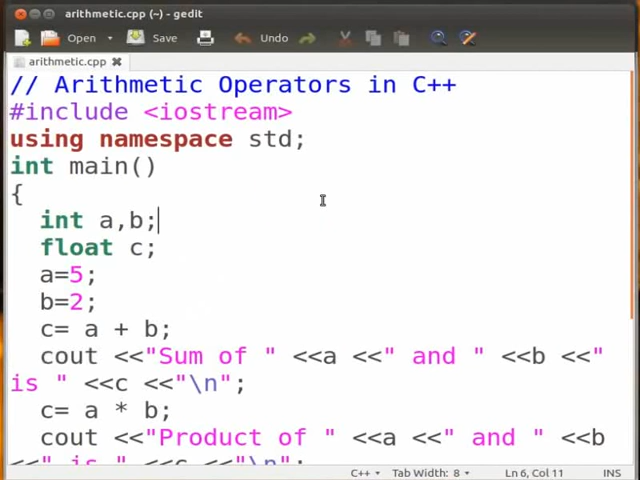 arithmetic.cpp (~) - gedit
Open Save Undo
arithmetic.cpp
// Arithmetic Operators in C++
#include <iostream>
using namespace std;
int main()
{
int a,b;
float c;
a=5;
b=2;
c= a + b;
cout <<"Sum of " <<a <<" and " <<b <<"
is " <<c <<"\n";
c= a * b;
cout <<"Product of " <<a <<" and " <<b
<<" is " <<c <<"\n";
C++ Tab Width: 8 Ln 6, Col 11 INS